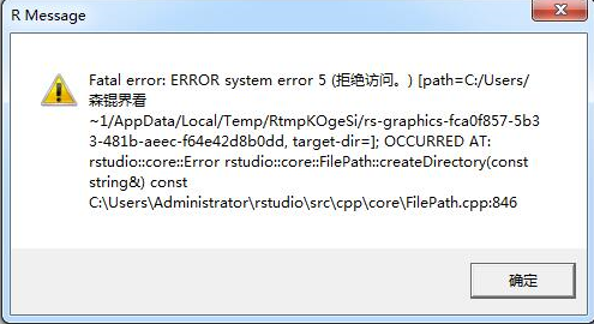 R Message
Fatal error: ERROR system error 5 (拒绝访问。) [path=C:/Users/
森锟界看
~1/AppData/Local/Temp/RtmpKOgeSi/rs-graphics-fca0f857-5b3
3-481b-aeec-f64e42d8b0dd, target-dir=]; OCCURRED AT:
rstudio::core::Error rstudio::core::FilePath::createDirectory(const
string&) const
C:\Users\Administrator\rstudio\src\cpp\core\FilePath.cpp:846
确定